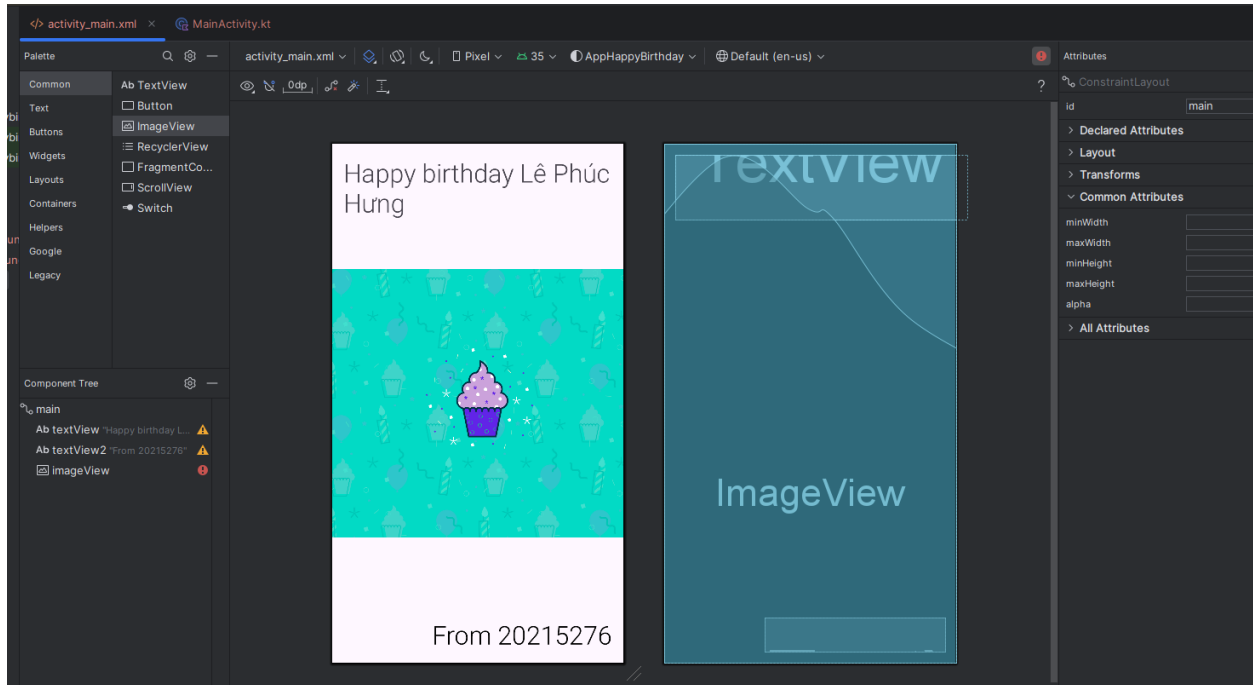 activity_main.xml
MainActivity.kt
Palette
activity_main.xml
Pixel
35
AppHappyBirthday
Default (en-us)
Attributes
Common
Text
Buttons
Widgets
Layouts
Containers
Helpers
Google
Legacy
Ab TextView
Button
ImageView
RecyclerView
FragmentCo...
ScrollView
Switch
0dp
?
ConstraintLayout
id
main
Declared Attributes
Layout
Transforms
Common Attributes
minWidth
maxWidth
minHeight
maxHeight
alpha
All Attributes
Happy birthday Lê Phúc
Hưng
From 20215276
TextView
ImageView
Component Tree
main
Ab textView "Happy birthday L...
Ab textView2 "From 20215276"
imageView